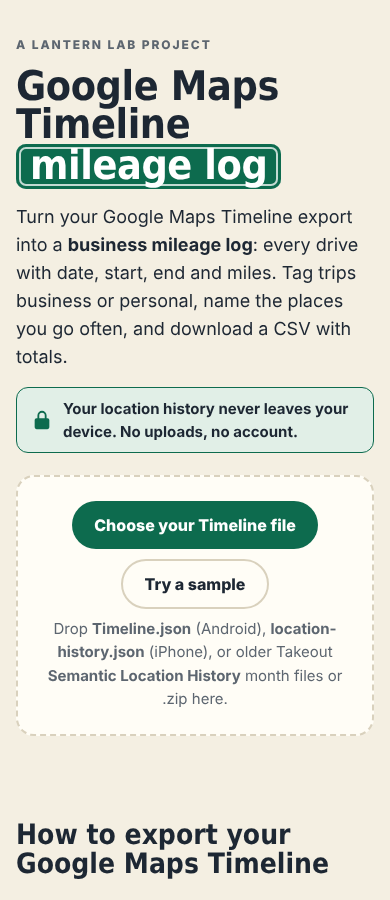 A LANTERN LAB PROJECT
Google Maps
Timeline
mileage log
Turn your Google Maps Timeline export
into a business mileage log: every drive
with date, start, end and miles. Tag trips
business or personal, name the places
you go often, and download a CSV with
totals.
Your location history never leaves your
device. No uploads, no account.
Choose your Timeline file
Try a sample
Drop Timeline.json (Android), location-
history.json (iPhone), or older Takeout
Semantic Location History month files or
.zip here.
How to export your
Google Maps Timeline